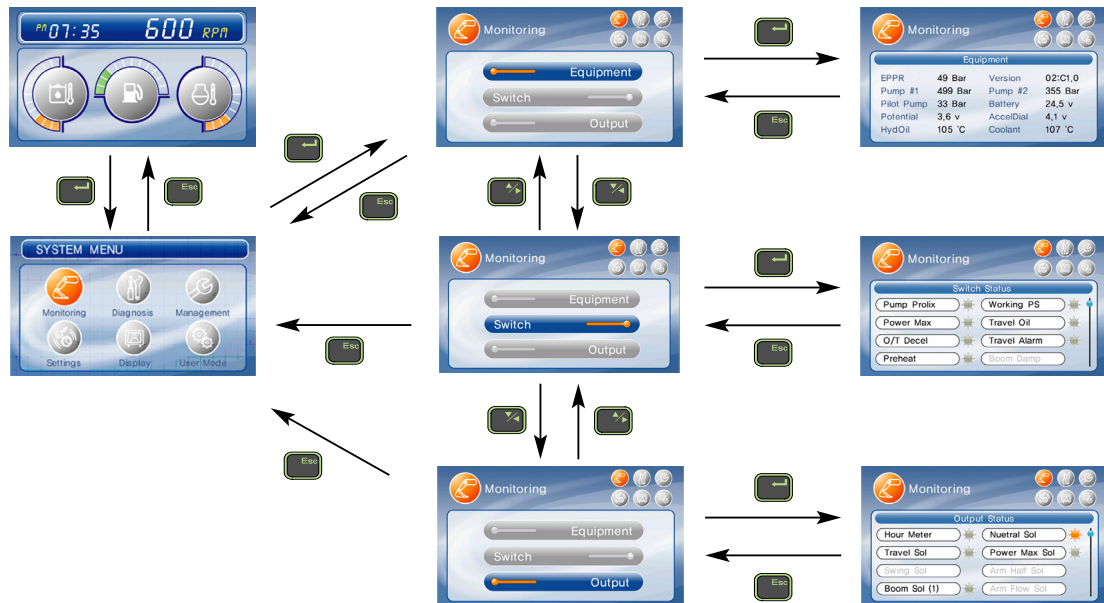 PM 07:35 600 RPM
Monitoring
Equipment
Switch
Output
Esc
Monitoring
Equipment
EPPR 49 Bar Version 02:C1,0
Pump #1 499 Bar Pump #2 355 Bar
Pilot Pump 33 Bar Battery 24,5 v
Potential 3,6 v AccelDial 4,1 v
HydOil 105 °C Coolant 107 °C
Esc
Esc
SYSTEM MENU
Monitoring Diagnosis Management
Settings Display User Mode
Esc
Monitoring
Equipment
Switch
Output
Esc
Monitoring
Switch Status
Pump Prolix Working PS
Power Max Travel Oil
O/T Decel Travel Alarm
Preheat Boom Damp
Esc
Monitoring
Equipment
Switch
Output
Esc
Monitoring
Output Status
Hour Meter Nuetral Sol
Travel Sol Power Max Sol
Swing Sol Arm Half Sol
Boom Sol (1) Arm Flow Sol